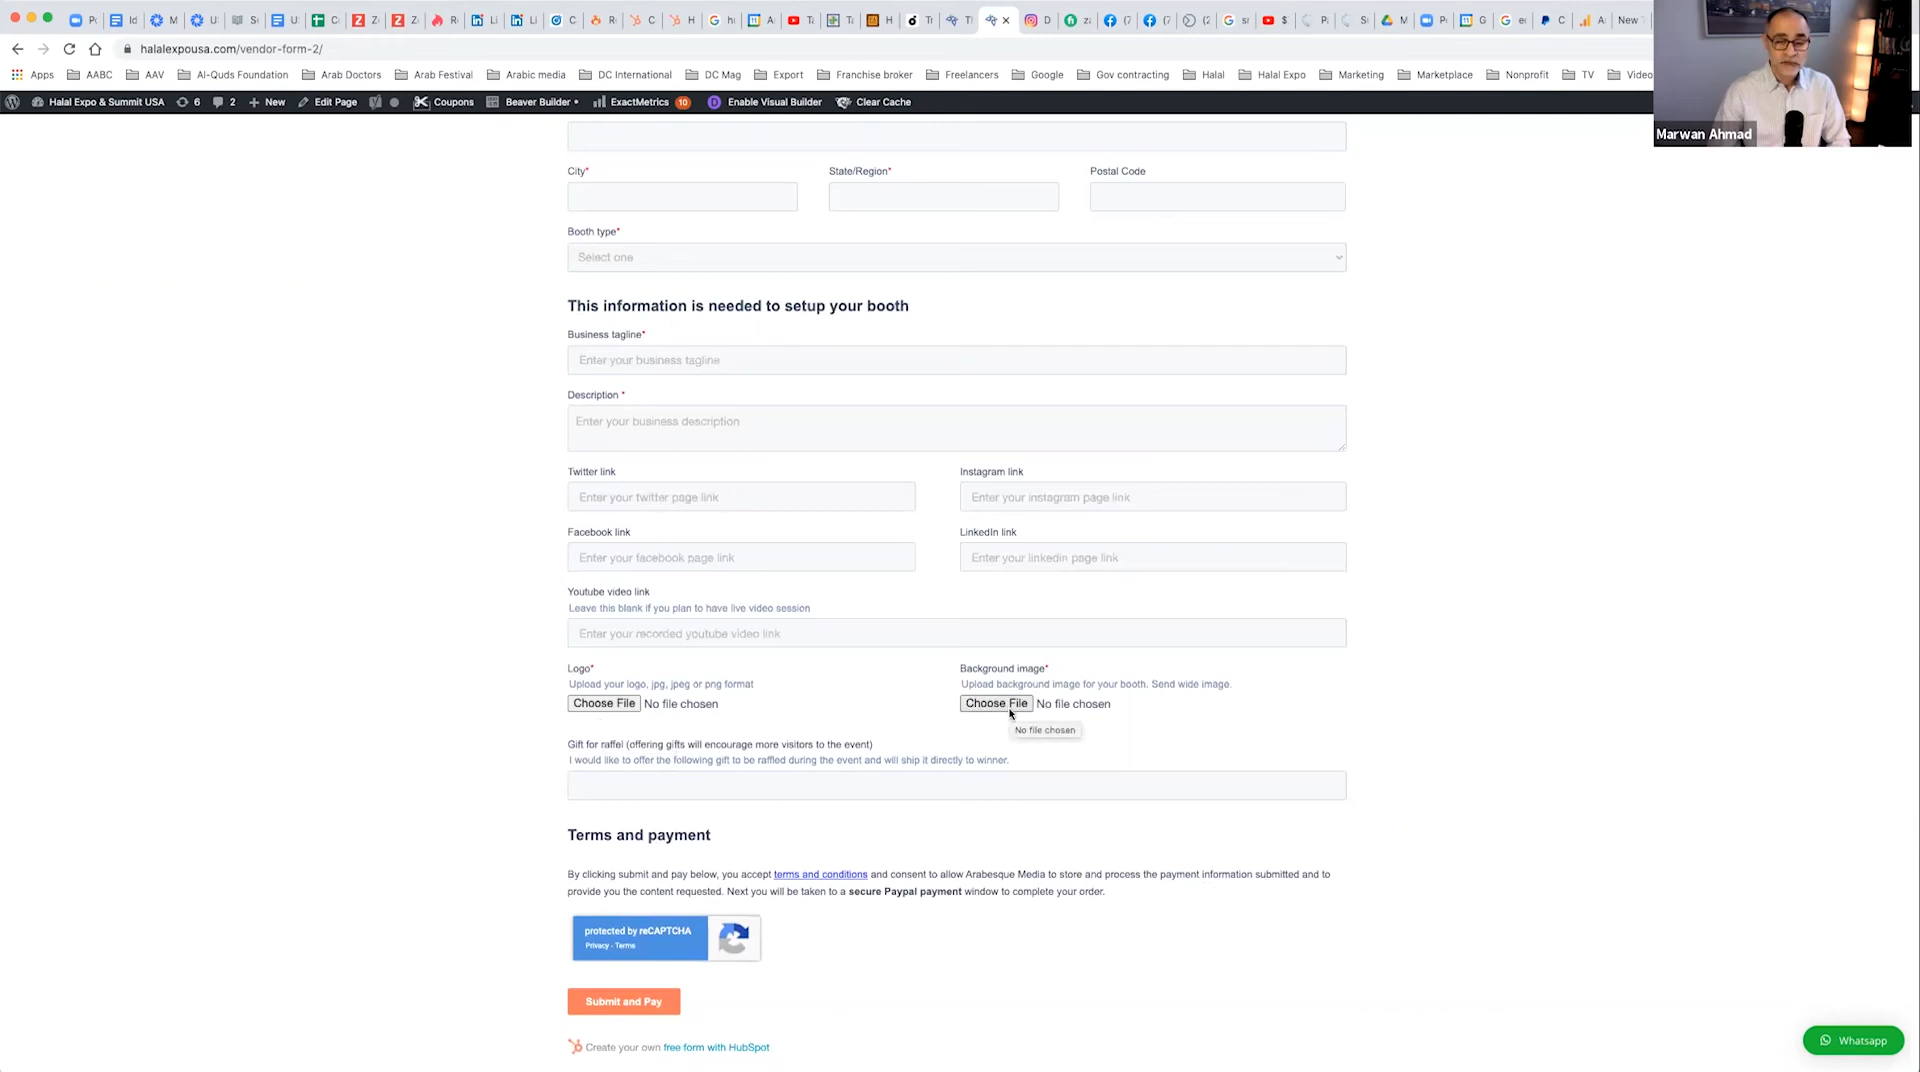 halalexpousa.com/vendor-form-2/
Apps AABC AAV Al-Quds Foundation Arab Doctors Arab Festival Arabic media DC International DC Mag Export Franchise broker Freelancers Google Gov contracting Halal Halal Expo Marketing Marketplace Nonprofit TV Video
Halal Expo & Summit USA 6 2 New Edit Page Coupons Beaver Builder ExactMetrics 10 Enable Visual Builder Clear Cache
Marwan Ahmad
City* State/Region* Postal Code
Booth type*
Select one
This information is needed to setup your booth
Business tagline*
Enter your business tagline
Description *
Enter your business description
Twitter link Instagram link
Enter your twitter page link Enter your instagram page link
Facebook link LinkedIn link
Enter your facebook page link Enter your linkedin page link
Youtube video link
Leave this blank if you plan to have live video session
Enter your recorded youtube video link
Logo* Background image*
Upload your logo, jpg, jpeg or png format Upload background image for your booth. Send wide image.
Choose File No file chosen Choose File No file chosen
No file chosen
Gift for raffel (offering gifts will encourage more visitors to the event)
I would like to offer the following gift to be raffled during the event and will ship it directly to winner.
Terms and payment
By clicking submit and pay below, you accept terms and conditions and consent to allow Arabesque Media to store and process the payment information submitted and to
provide you the content requested. Next you will be taken to a secure Paypal payment window to complete your order.
protected by reCAPTCHA
Privacy - Terms
Submit and Pay
Create your own free form with HubSpot
Whatsapp